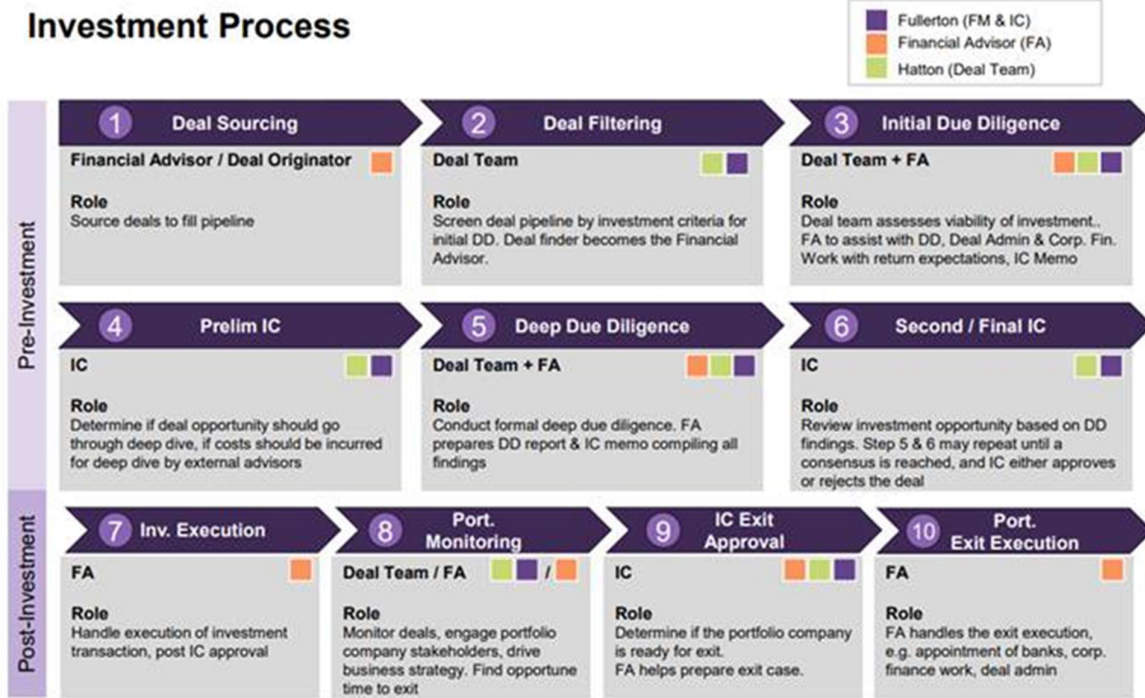 Investment Process
Fullerton (FM & IC)
Financial Advisor (FA)
Hatton (Deal Team)
Pre-Investment
1 Deal Sourcing
Financial Advisor / Deal Originator
Role
Source deals to fill pipeline
2 Deal Filtering
Deal Team
Role
Screen deal pipeline by investment criteria for
initial DD. Deal finder becomes the Financial
Advisor.
3 Initial Due Diligence
Deal Team + FA
Role
Deal team assesses viability of investment..
FA to assist with DD, Deal Admin & Corp. Fin.
Work with return expectations, IC Memo
4 Prelim IC
IC
Role
Determine if deal opportunity should go
through deep dive, if costs should be incurred
for deep dive by external advisors
5 Deep Due Diligence
Deal Team + FA
Role
Conduct formal deep due diligence. FA
prepares DD report & IC memo compiling all
findings
6 Second / Final IC
IC
Role
Review investment opportunity based on DD
findings. Step 5 & 6 may repeat until a
consensus is reached, and IC either approves
or rejects the deal
Post-Investment
7 Inv. Execution
FA
Role
Handle execution of investment
transaction, post IC approval
8 Port.
Monitoring
Deal Team / FA /
Role
Monitor deals, engage portfolio
company stakeholders, drive
business strategy. Find opportune
time to exit
9 IC Exit
Approval
IC
Role
Determine if the portfolio company
is ready for exit.
FA helps prepare exit case.
10 Port.
Exit Execution
FA
Role
FA handles the exit execution,
e.g. appointment of banks, corp.
finance work, deal admin